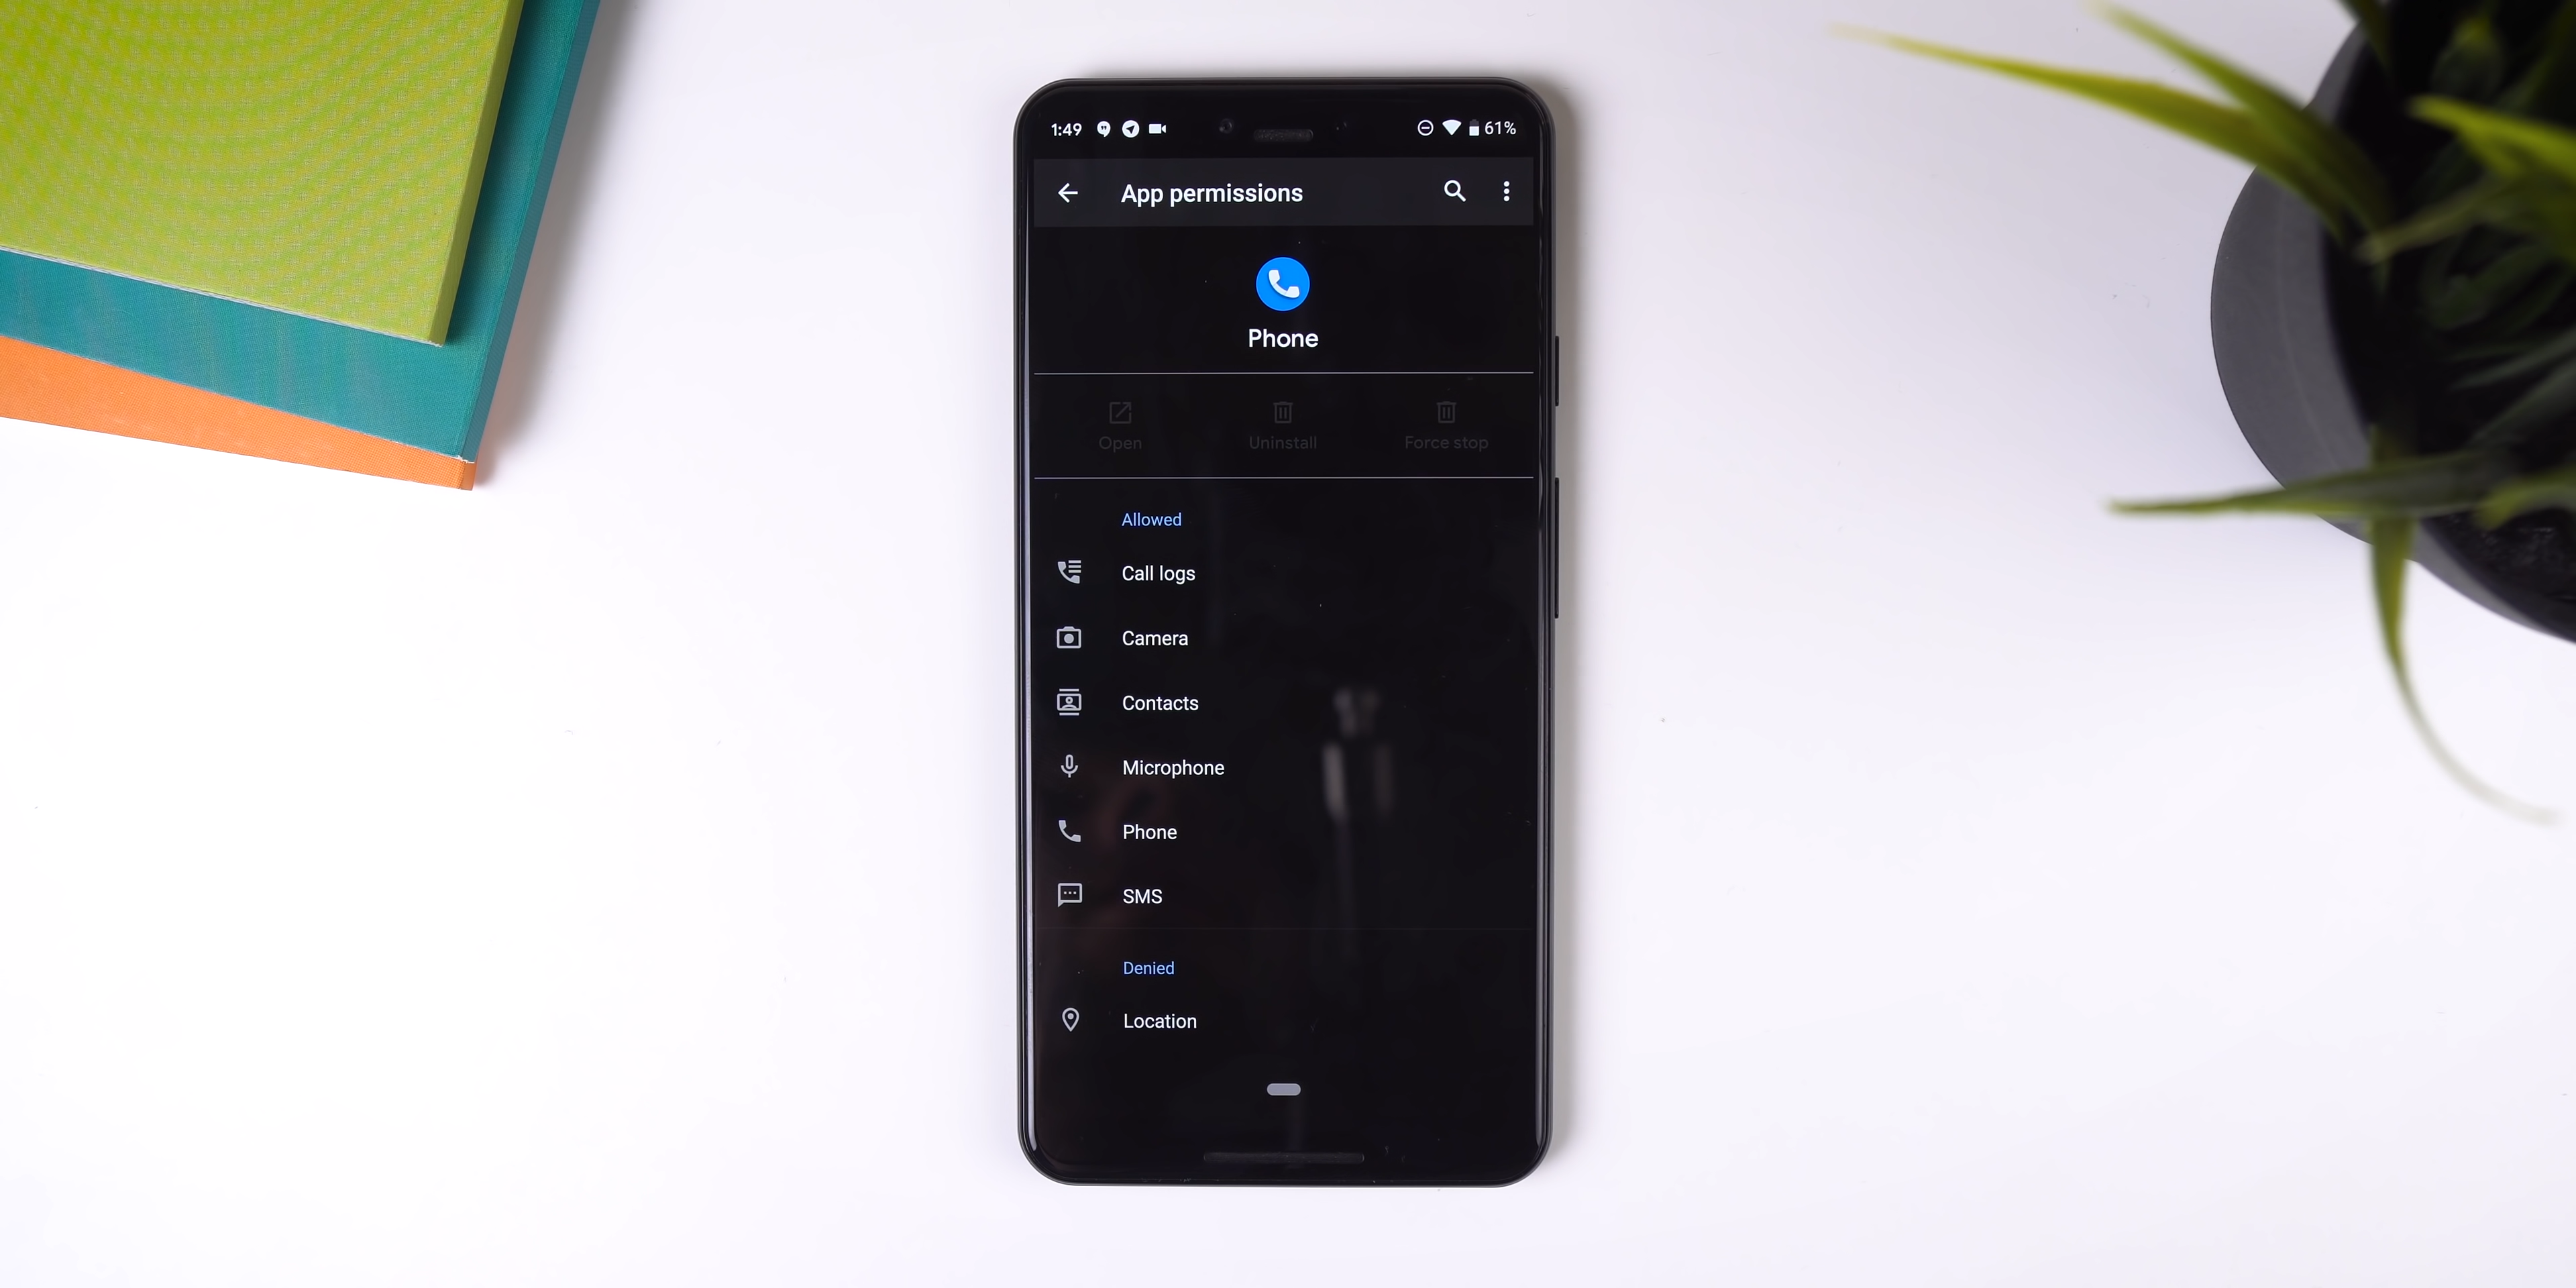 1:49 61%
App permissions
Phone
Open Uninstall Force stop
Allowed
Call logs
Camera
Contacts
Microphone
Phone
SMS
Denied
Location